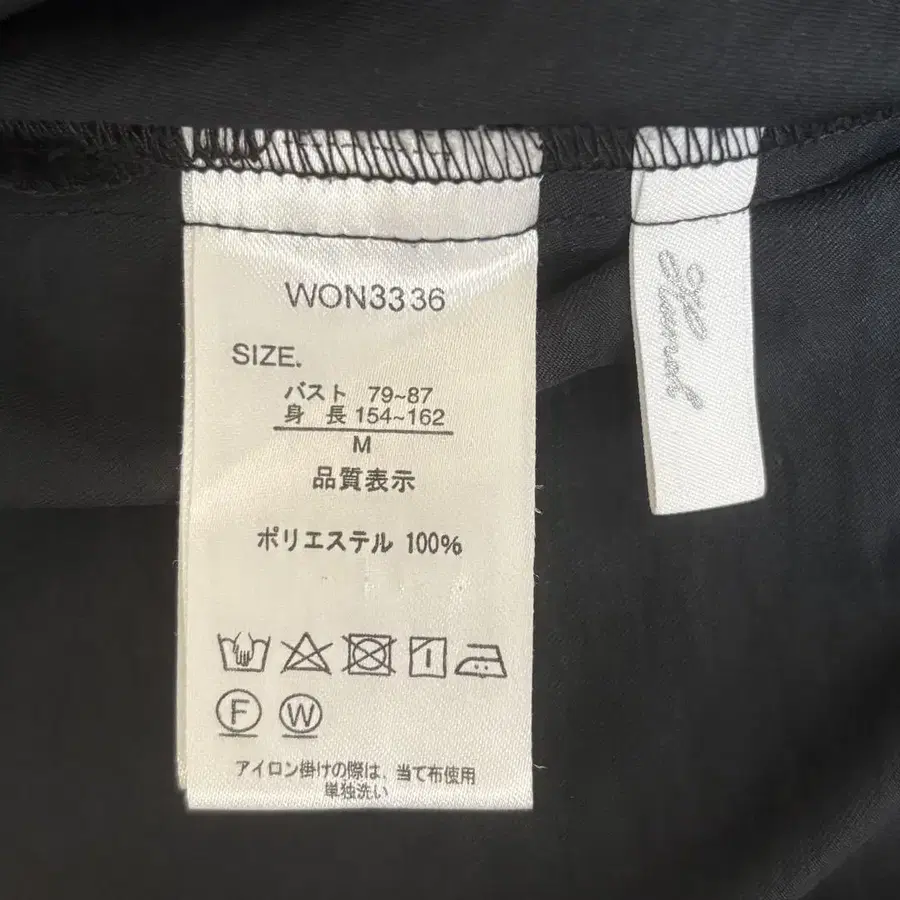 WON3336
SIZE.
バスト 79~87
身 長 154~162
M
品質表示
ポリエステル 100%
F W
アイロン掛けの際は、当て布使用
単独洗い